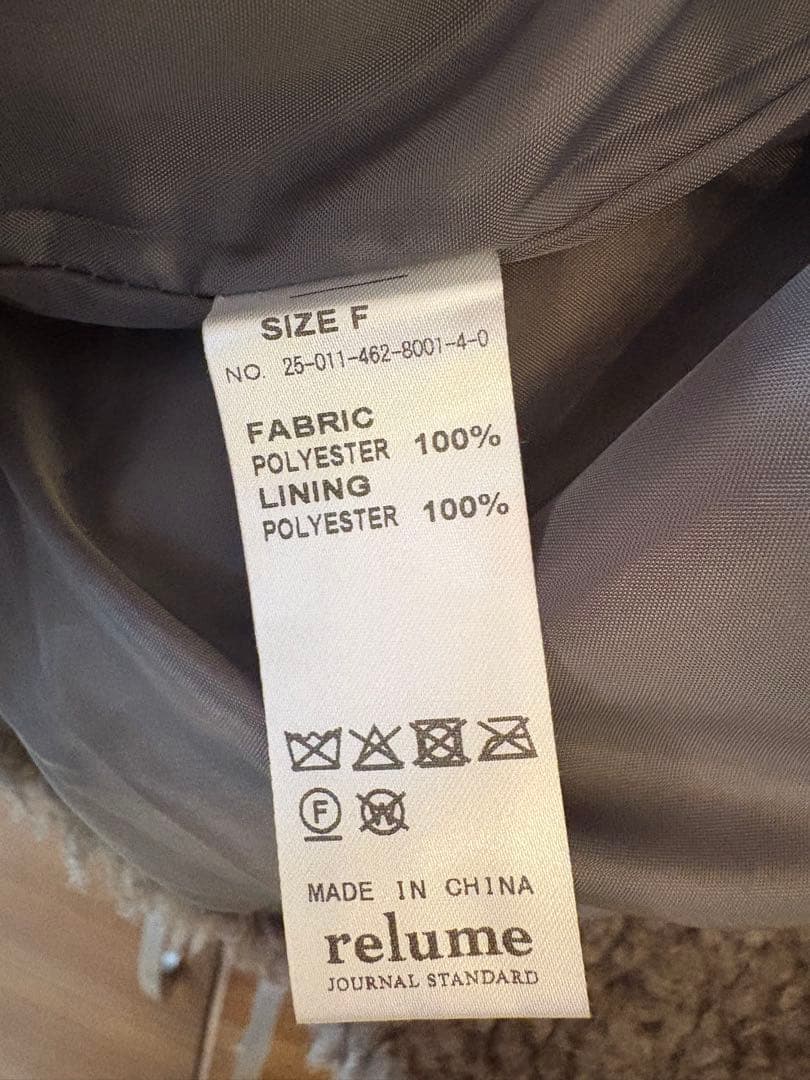 SIZE F
NO. 25-011-462-8001-4-0
FABRIC
POLYESTER 100%
LINING
POLYESTER 100%
F W
MADE IN CHINA
relume
JOURNAL STANDARD